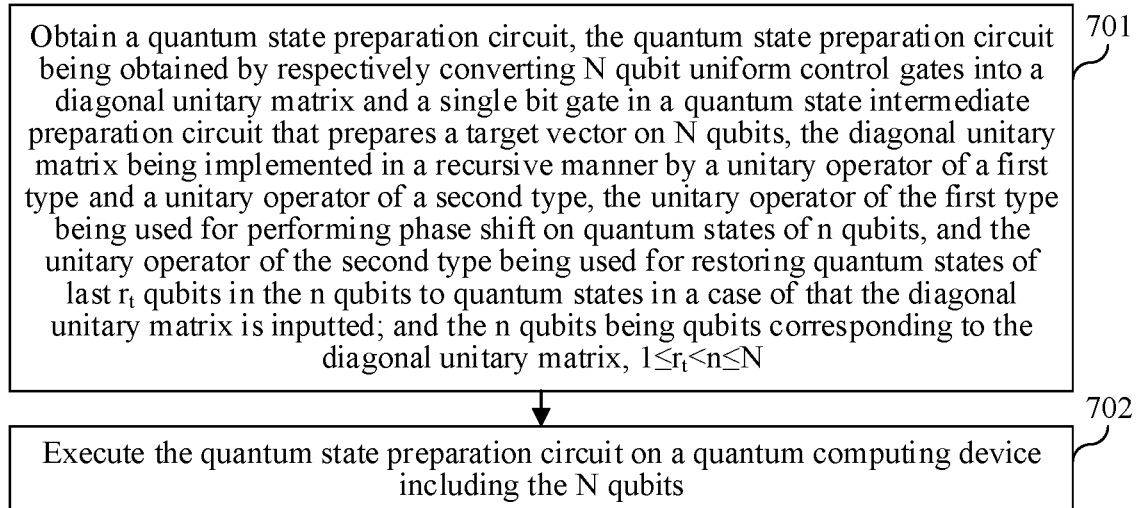 701
Obtain a quantum state preparation circuit, the quantum state preparation circuit
being obtained by respectively converting N qubit uniform control gates into a
diagonal unitary matrix and a single bit gate in a quantum state intermediate
preparation circuit that prepares a target vector on N qubits, the diagonal unitary
matrix being implemented in a recursive manner by a unitary operator of a first
type and a unitary operator of a second type, the unitary operator of the first type
being used for performing phase shift on quantum states of n qubits, and the
unitary operator of the second type being used for restoring quantum states of
last rₜ qubits in the n qubits to quantum states in a case of that the diagonal
unitary matrix is inputted; and the n qubits being qubits corresponding to the
diagonal unitary matrix, 1≤rₜ<n≤N
702
Execute the quantum state preparation circuit on a quantum computing device
including the N qubits